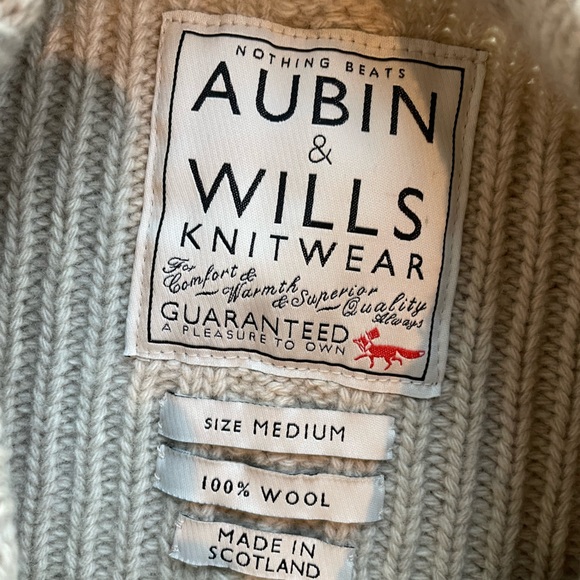 NOTHING BEATS
AUBIN
&
WILLS
KNITWEAR
For
Comfort &
Warmth
& Superior
Quality
Always
GUARANTEED
A PLEASURE TO OWN
SIZE MEDIUM
100% WOOL
MADE IN
SCOTLAND